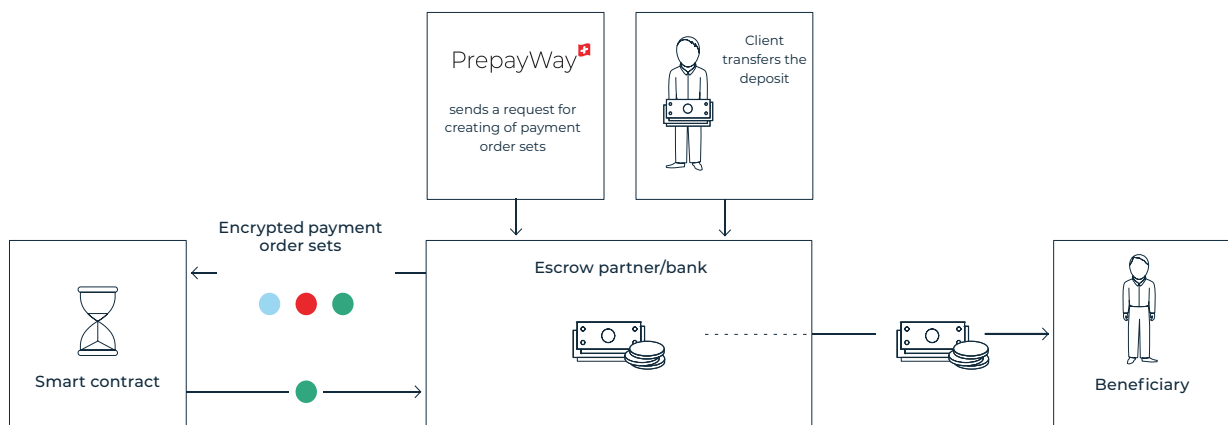 PrepayWay
sends a request for
creating of payment
order sets
Client
transfers the
deposit
Encrypted payment
order sets
Escrow partner/bank
Smart contract
Beneficiary